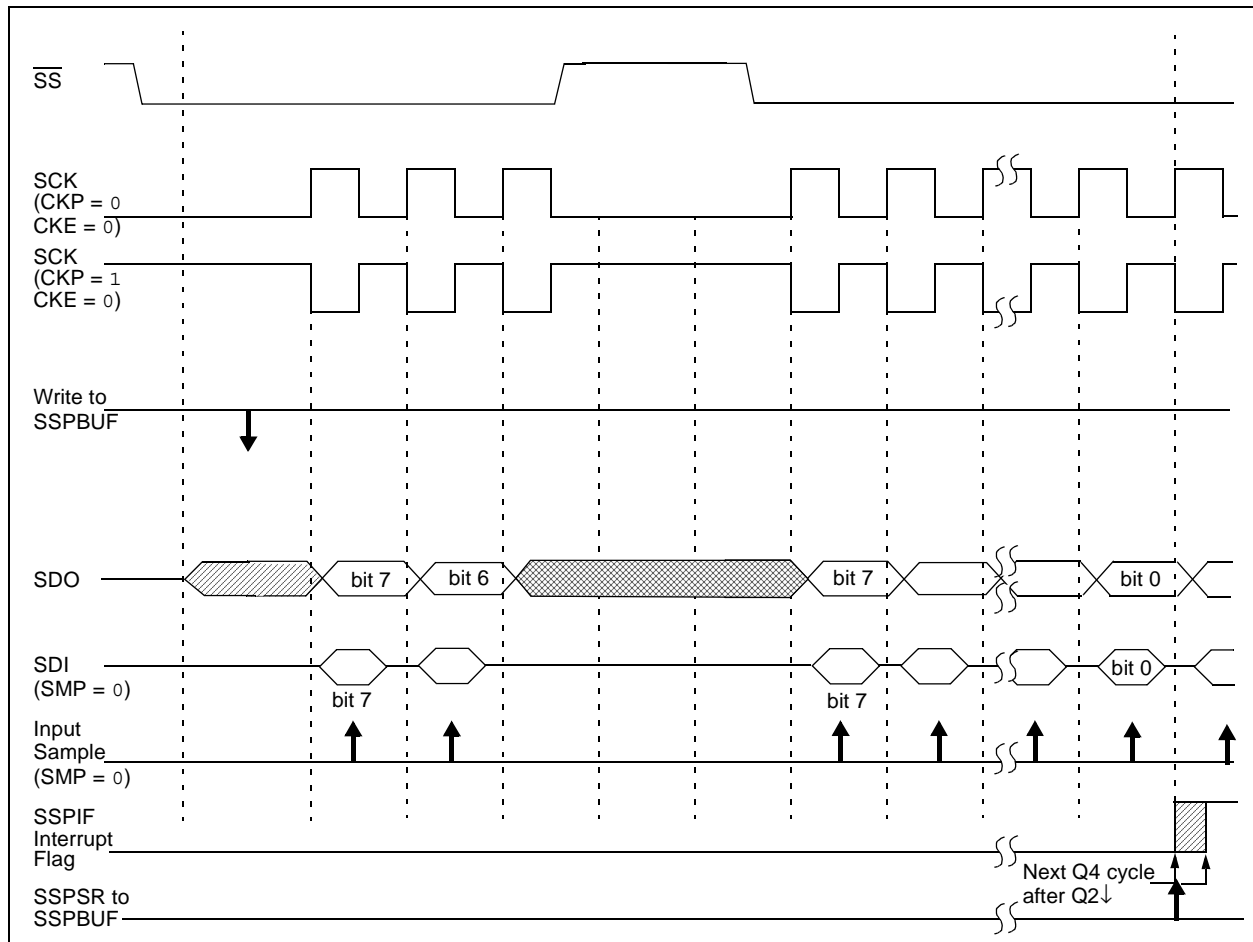 SS
SCK
(CKP = 0
CKE = 0)
SCK
(CKP = 1
CKE = 0)
Write to
SSPBUF
SDO
bit 7
bit 6
bit 7
bit 0
SDI
(SMP = 0)
bit 7
bit 7
bit 0
Input
Sample
(SMP = 0)
SSPIF
Interrupt
Flag
Next Q4 cycle
after Q2↓
SSPSR to
SSPBUF